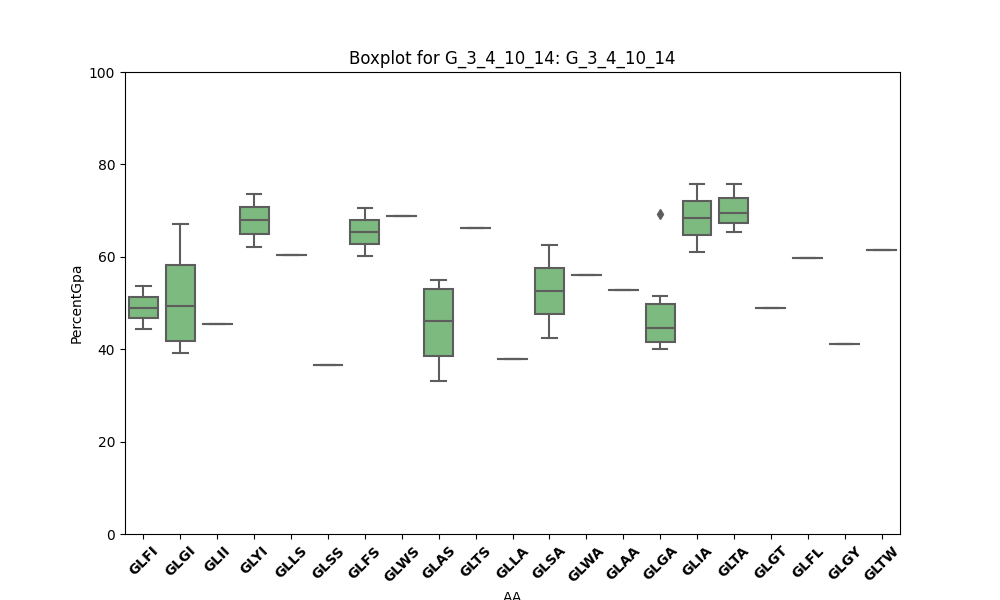 Boxplot for G_3_4_10_14: G_3_4_10_14
PercentGpa
100
80
60
40
20
0
GLFI GLGI GLII GLYI GLLS GLSS GLFS GLWS GLAS GLTS GLLA GLSA GLWA GLAA GLGA GLIA GLTA GLGT GLFL GLGY GLTW
AA